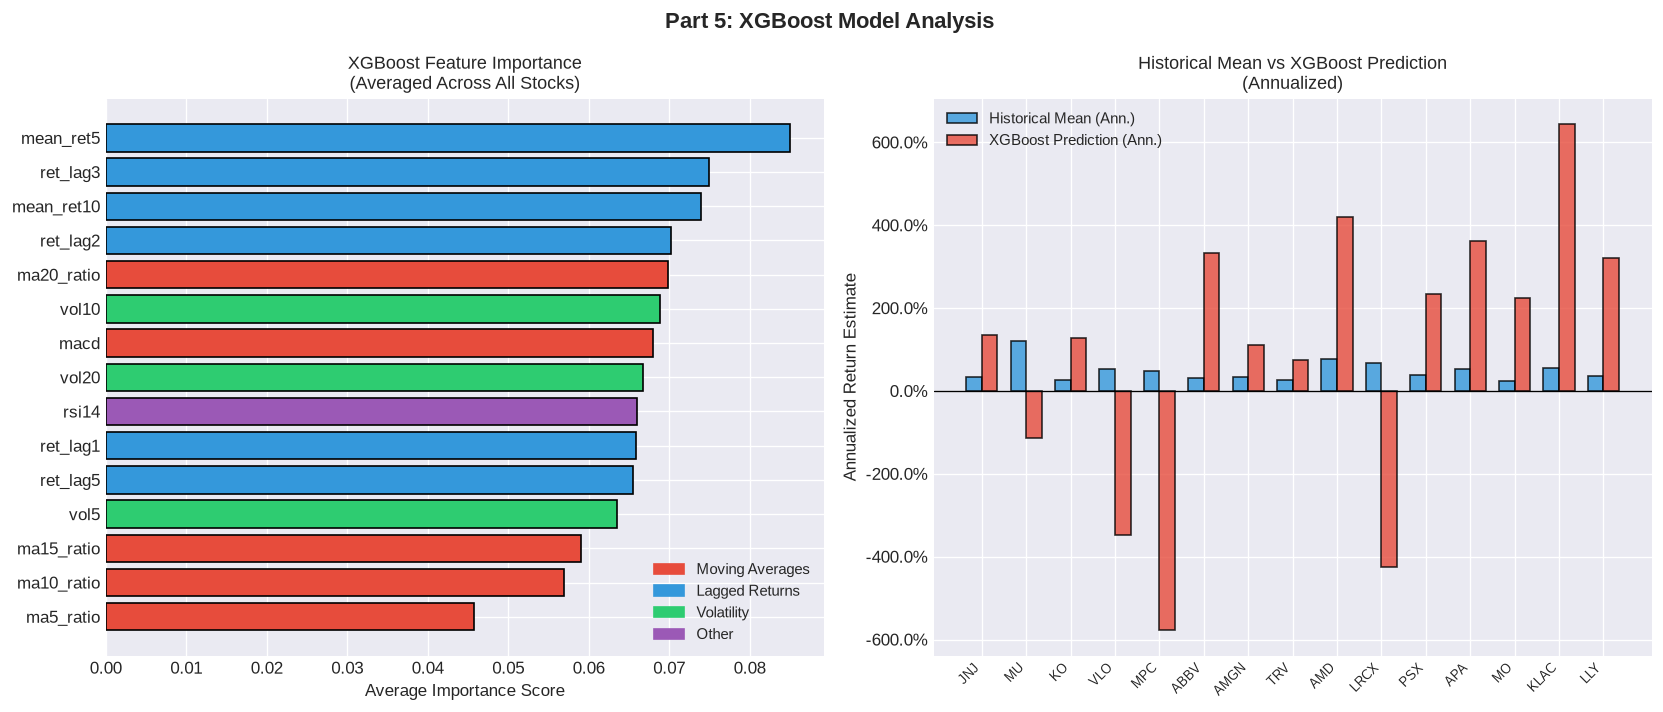 Part 5: XGBoost Model Analysis
XGBoost Feature Importance
(Averaged Across All Stocks)
mean_ret5
ret_lag3
mean_ret10
ret_lag2
ma20_ratio
vol10
macd
vol20
rsi14
ret_lag1
ret_lag5
vol5
ma15_ratio
ma10_ratio
ma5_ratio
Moving Averages
Lagged Returns
Volatility
Other
0.00 0.01 0.02 0.03 0.04 0.05 0.06 0.07 0.08
Average Importance Score
Historical Mean vs XGBoost Prediction
(Annualized)
Historical Mean (Ann.)
XGBoost Prediction (Ann.)
Annualized Return Estimate
600.0%
400.0%
200.0%
0.0%
-200.0%
-400.0%
-600.0%
JNJ MU KO VLO MPC ABBV AMGN TRV AMD LRCX PSX APA MO KLAC LLY